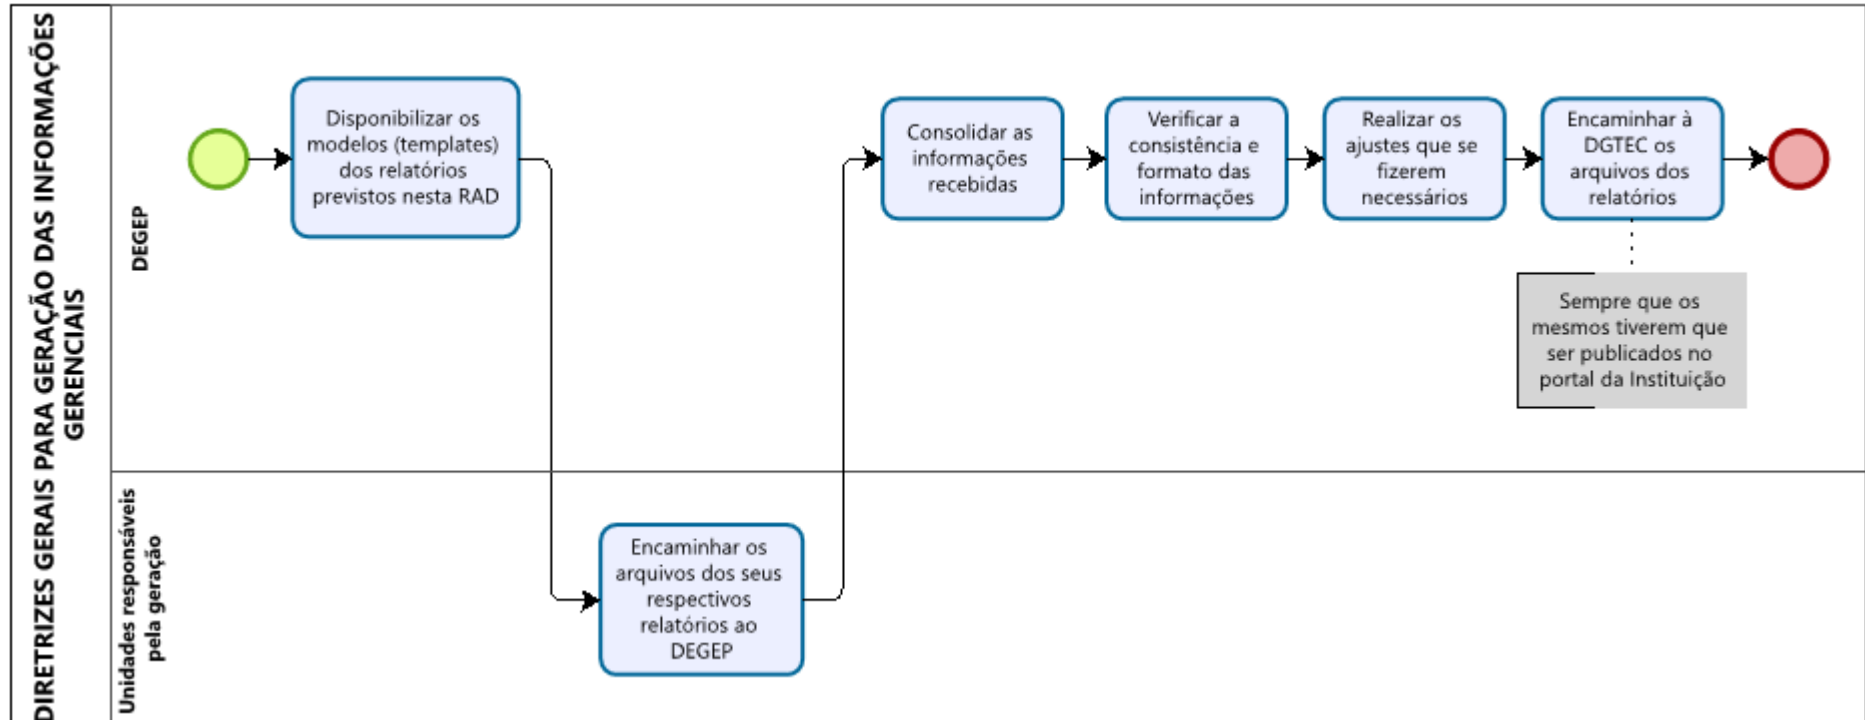 DIRETRIZES GERAIS PARA GERAÇÃO DAS INFORMAÇÕES
GERENCIAIS
DEGEP
Disponibilizar os
modelos (templates)
dos relatórios
previstos nesta RAD
Consolidar as
informações
recebidas
Verificar a
consistência e
formato das
informações
Realizar os
ajustes que se
fizerem
necessários
Encaminhar à
DGTEC os
arquivos dos
relatórios
Sempre que os
mesmos tiverem que
ser publicados no
portal da Instituição
Unidades responsáveis
pela geração
Encaminhar os
arquivos dos seus
respectivos
relatórios ao
DEGEP